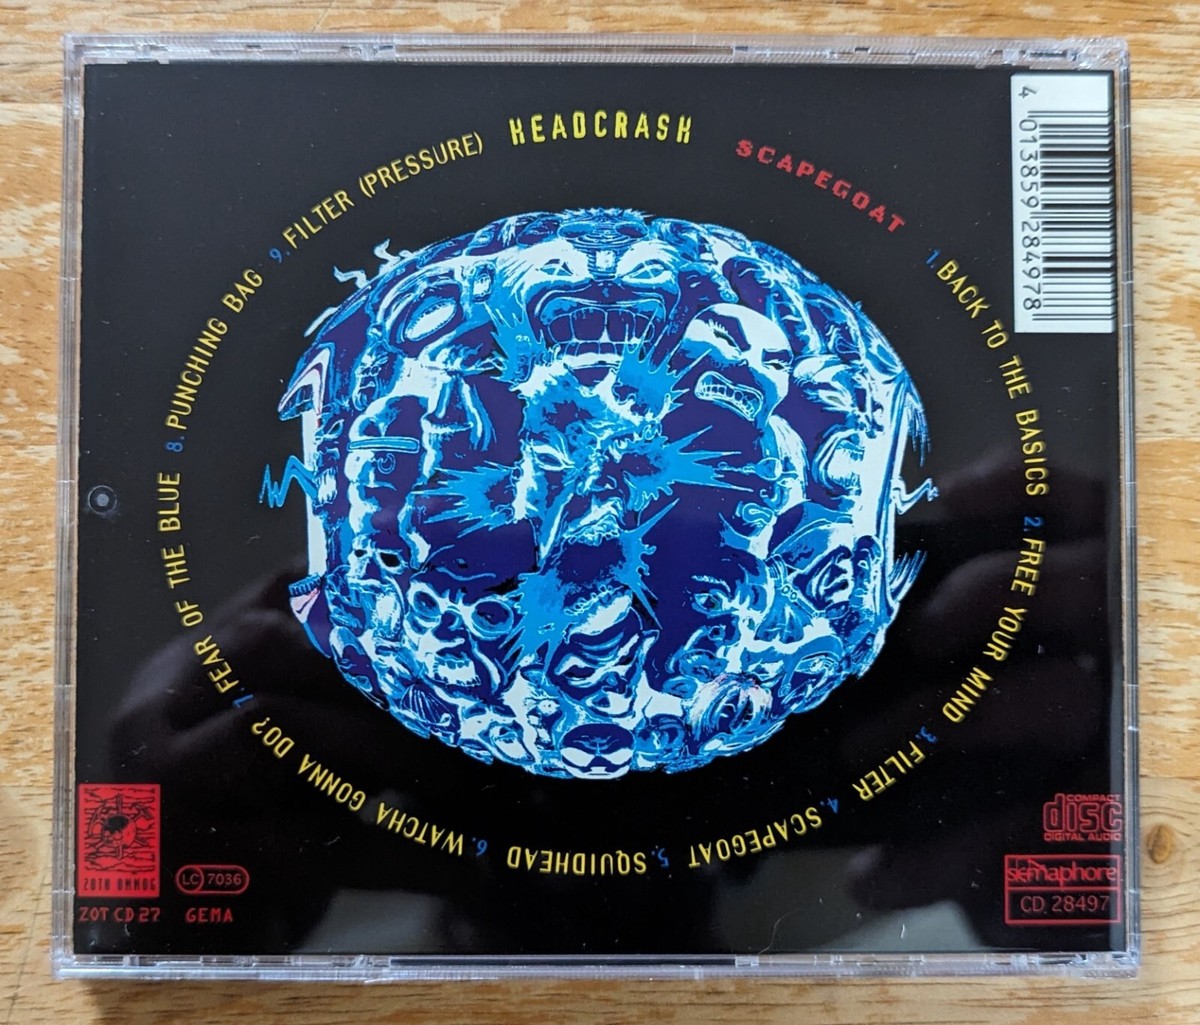 HEADCRASH
SCAPEGOAT
1. BACK TO THE BASICS
2. FREE YOUR MIND
3. FILTER
4. SCAPEGOAT
5. SQUIDHEAD
6. WATCHA GONNA DO?
7. FEAR OF THE BLUE
8. PUNCHING BAG
9. FILTER (PRESSURE)
4 013859 284978
ZOTH OMMOG
ZOT CD 27
LC 7036
GEMA
COMPACT
disc
DIGITAL AUDIO
semaphore
CD 28497